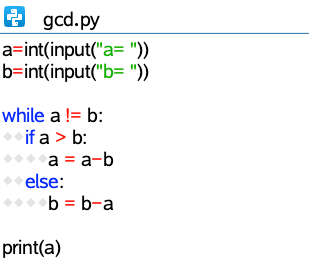 gcd.py
a=int(input("a= "))
b=int(input("b= "))
while a != b:
  if a > b:
    a = a-b
  else:
    b = b-a
print(a)